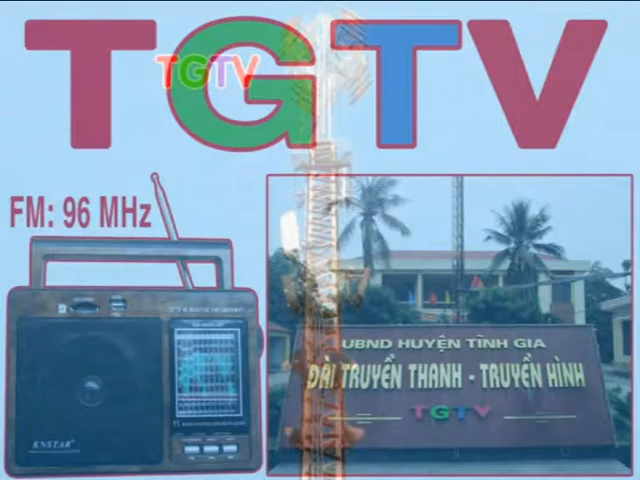 TGTV
TGTV
FM: 96 MHz
KNSTAR
UBND HUYỆN TĨNH GIA
ĐÀI TRUYỀN THANH - TRUYỀN HÌNH
TGTV